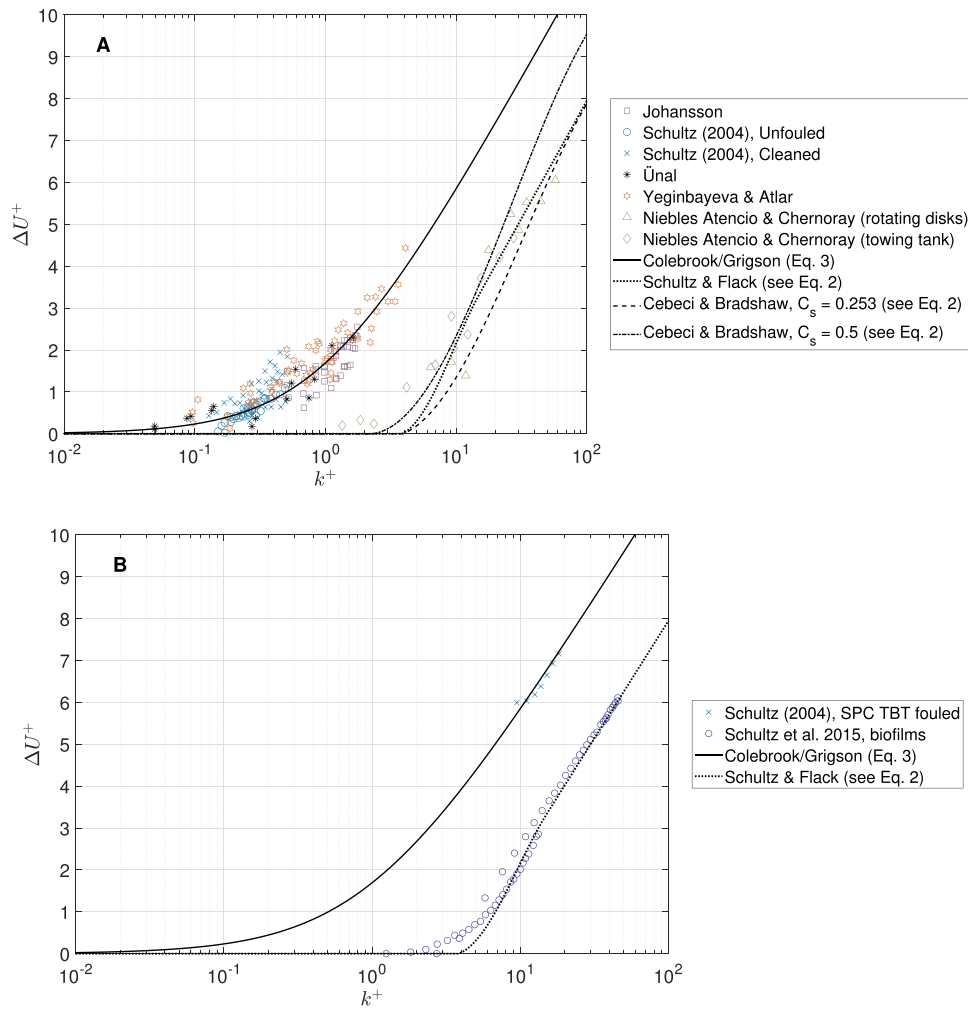 10
9
8
7
6
5
4
3
2
1
0
ΔU⁺
A
10⁻² 10⁻¹ 10⁰ 10¹ 10²
k⁺
Johansson
Schultz (2004), Unfouled
Schultz (2004), Cleaned
Ünal
Yeginbayeva & Atlar
Niebles Atencio & Chernoray (rotating disks)
Niebles Atencio & Chernoray (towing tank)
Colebrook/Grigson (Eq. 3)
Schultz & Flack (see Eq. 2)
Cebeci & Bradshaw, Cₛ = 0.253 (see Eq. 2)
Cebeci & Bradshaw, Cₛ = 0.5 (see Eq. 2)
10
9
8
7
6
5
4
3
2
1
0
ΔU⁺
B
10⁻² 10⁻¹ 10⁰ 10¹ 10²
k⁺
Schultz (2004), SPC TBT fouled
Schultz et al. 2015, biofilms
Colebrook/Grigson (Eq. 3)
Schultz & Flack (see Eq. 2)